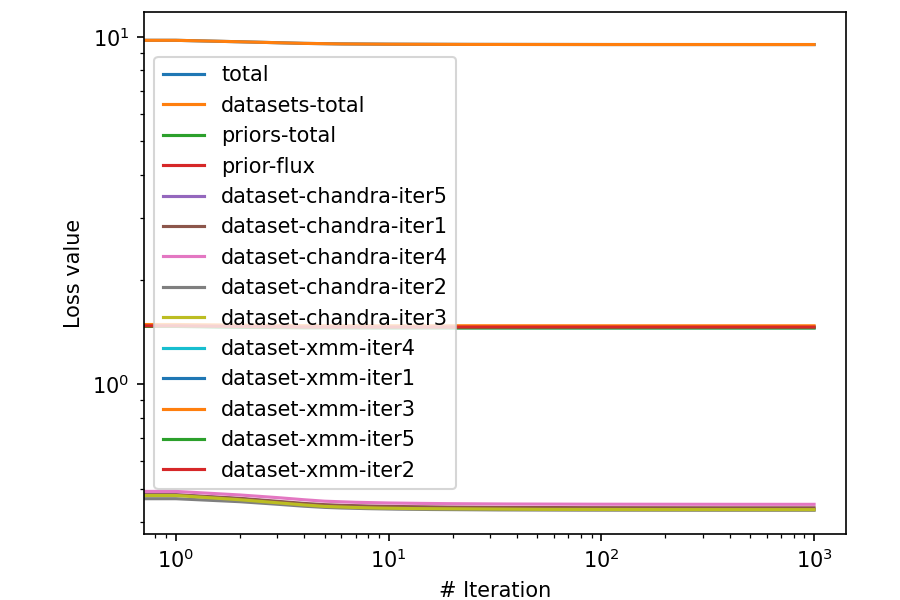 10¹
Loss value
10⁰
total
datasets-total
priors-total
prior-flux
dataset-chandra-iter5
dataset-chandra-iter1
dataset-chandra-iter4
dataset-chandra-iter2
dataset-chandra-iter3
dataset-xmm-iter4
dataset-xmm-iter1
dataset-xmm-iter3
dataset-xmm-iter5
dataset-xmm-iter2
10⁰ 10¹ 10² 10³
# Iteration